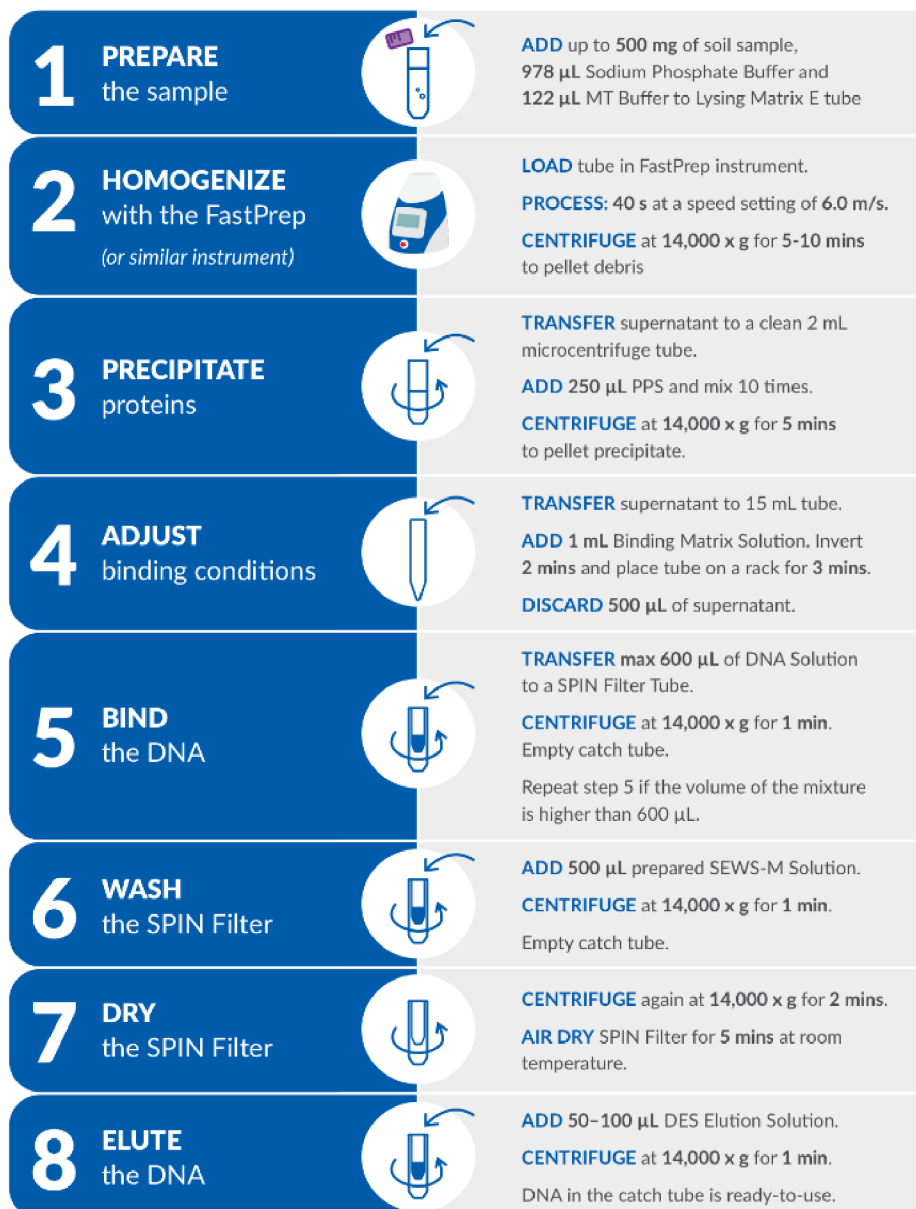 1
PREPARE
the sample
ADD up to 500 mg of soil sample,
978 µL Sodium Phosphate Buffer and
122 µL MT Buffer to Lysing Matrix E tube
2
HOMOGENIZE
with the FastPrep
(or similar instrument)
LOAD tube in FastPrep instrument.
PROCESS: 40 s at a speed setting of 6.0 m/s.
CENTRIFUGE at 14,000 x g for 5-10 mins
to pellet debris
3
PRECIPITATE
proteins
TRANSFER supernatant to a clean 2 mL
microcentrifuge tube.
ADD 250 µL PPS and mix 10 times.
CENTRIFUGE at 14,000 x g for 5 mins
to pellet precipitate.
4
ADJUST
binding conditions
TRANSFER supernatant to 15 mL tube.
ADD 1 mL Binding Matrix Solution. Invert
2 mins and place tube on a rack for 3 mins.
DISCARD 500 µL of supernatant.
5
BIND
the DNA
TRANSFER max 600 µL of DNA Solution
to a SPIN Filter Tube.
CENTRIFUGE at 14,000 x g for 1 min.
Empty catch tube.
Repeat step 5 if the volume of the mixture
is higher than 600 µL.
6
WASH
the SPIN Filter
ADD 500 µL prepared SEWS-M Solution.
CENTRIFUGE at 14,000 x g for 1 min.
Empty catch tube.
7
DRY
the SPIN Filter
CENTRIFUGE again at 14,000 x g for 2 mins.
AIR DRY SPIN Filter for 5 mins at room
temperature.
8
ELUTE
the DNA
ADD 50–100 µL DES Elution Solution.
CENTRIFUGE at 14,000 x g for 1 min.
DNA in the catch tube is ready-to-use.